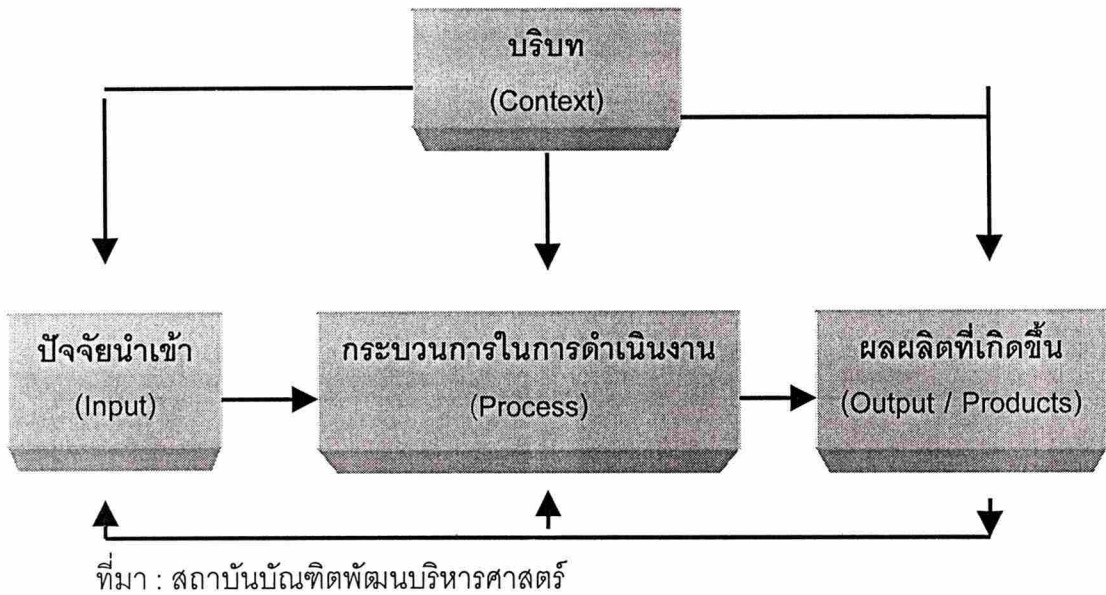 บริบท
(Context)
ปัจจัยนำเข้า
(Input)
กระบวนการในการดำเนินงาน
(Process)
ผลผลิตที่เกิดขึ้น
(Output / Products)
ที่มา : สถาบันบัณฑิตพัฒนบริหารศาสตร์